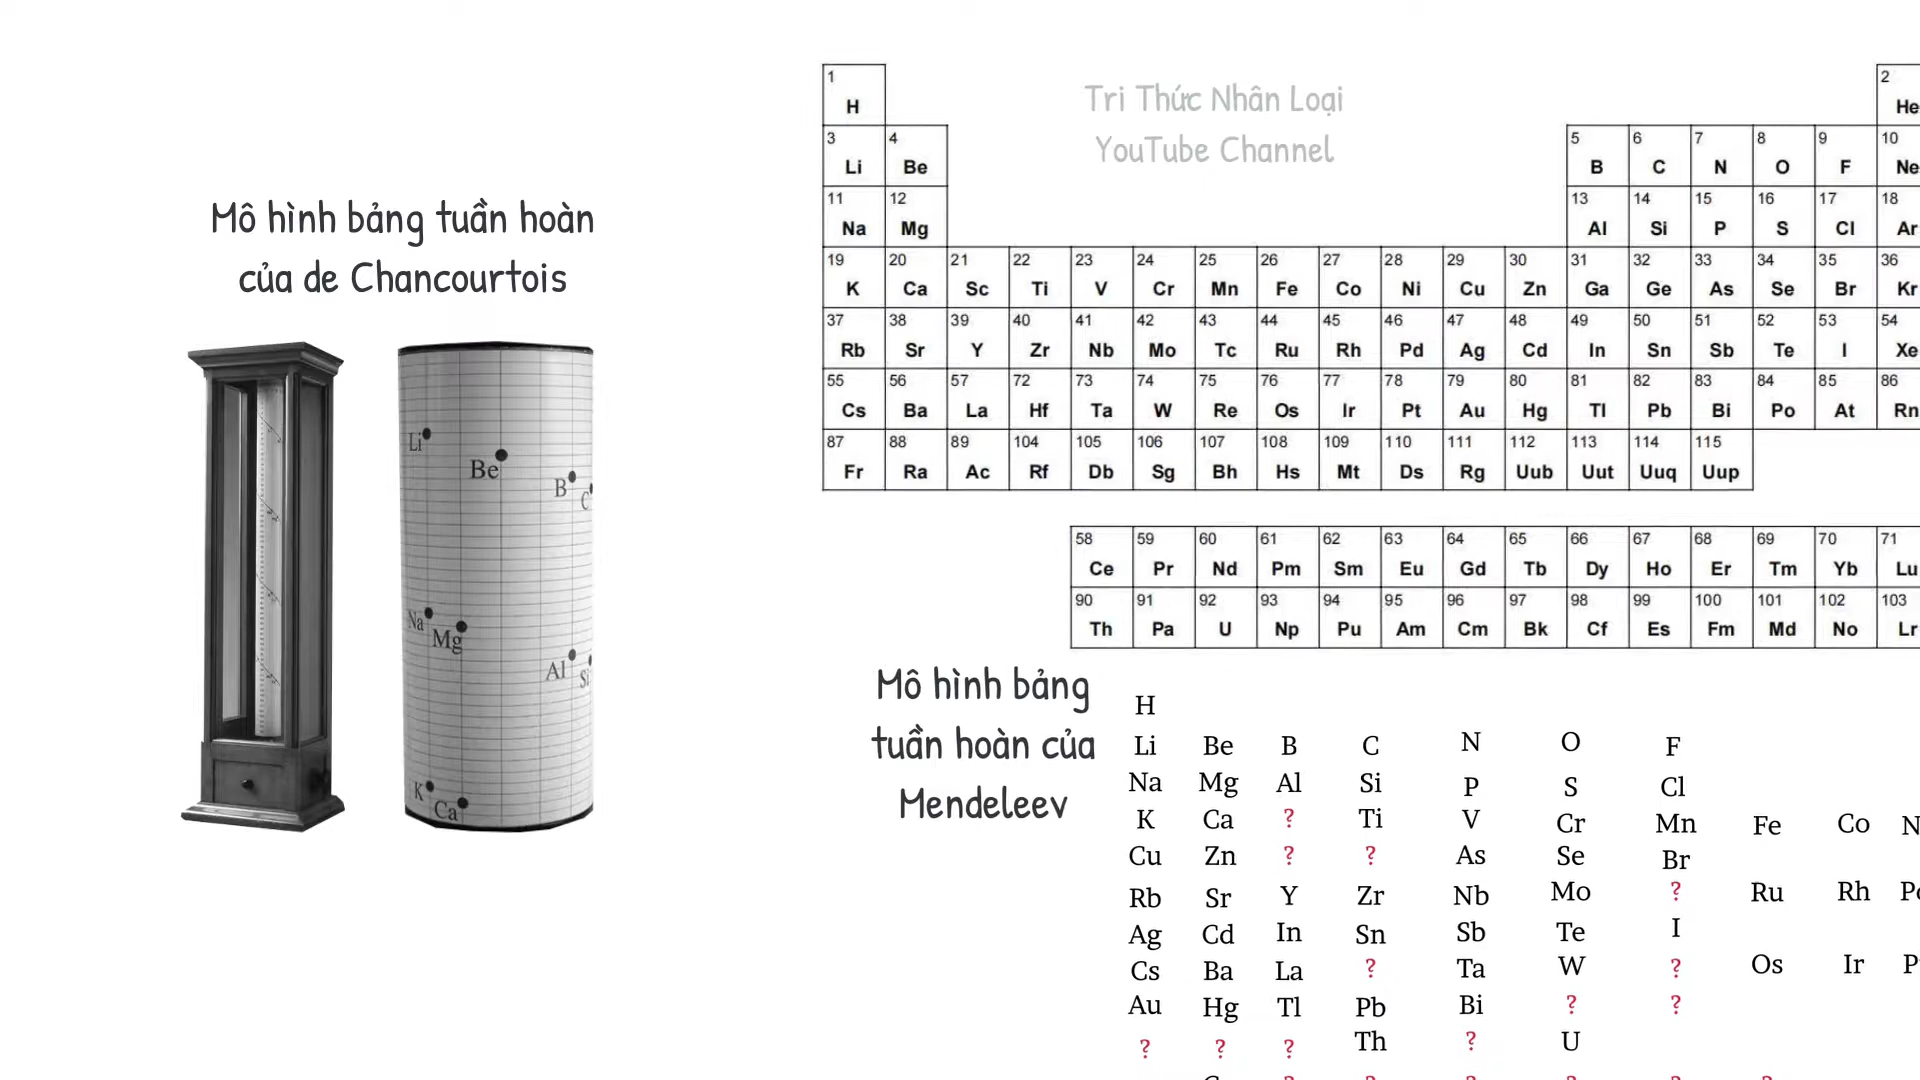 Tri Thức Nhân Loại
YouTube Channel
Mô hình bảng tuần hoàn
của de Chancourtois
Li
Be
B
C
Na
Mg
Al
Si
K
Ca
1 2
H He
3 4 5 6 7 8 9 10
Li Be B C N O F Ne
11 12 13 14 15 16 17 18
Na Mg Al Si P S Cl Ar
19 20 21 22 23 24 25 26 27 28 29 30 31 32 33 34 35 36
K Ca Sc Ti V Cr Mn Fe Co Ni Cu Zn Ga Ge As Se Br Kr
37 38 39 40 41 42 43 44 45 46 47 48 49 50 51 52 53 54
Rb Sr Y Zr Nb Mo Tc Ru Rh Pd Ag Cd In Sn Sb Te I Xe
55 56 57 72 73 74 75 76 77 78 79 80 81 82 83 84 85 86
Cs Ba La Hf Ta W Re Os Ir Pt Au Hg Tl Pb Bi Po At Rn
87 88 89 104 105 106 107 108 109 110 111 112 113 114 115
Fr Ra Ac Rf Db Sg Bh Hs Mt Ds Rg Uub Uut Uuq Uup
58 59 60 61 62 63 64 65 66 67 68 69 70 71
Ce Pr Nd Pm Sm Eu Gd Tb Dy Ho Er Tm Yb Lu
90 91 92 93 94 95 96 97 98 99 100 101 102 103
Th Pa U Np Pu Am Cm Bk Cf Es Fm Md No Lr
Mô hình bảng
tuần hoàn của
Mendeleev
H
Li Be B C N O F
Na Mg Al Si P S Cl
K Ca ? Ti V Cr Mn Fe Co N
Cu Zn ? ? As Se Br
Rb Sr Y Zr Nb Mo ? Ru Rh
Ag Cd In Sn Sb Te I
Cs Ba La ? Ta W ? Os Ir
Au Hg Tl Pb Bi ? ?
? ? ? Th ? U